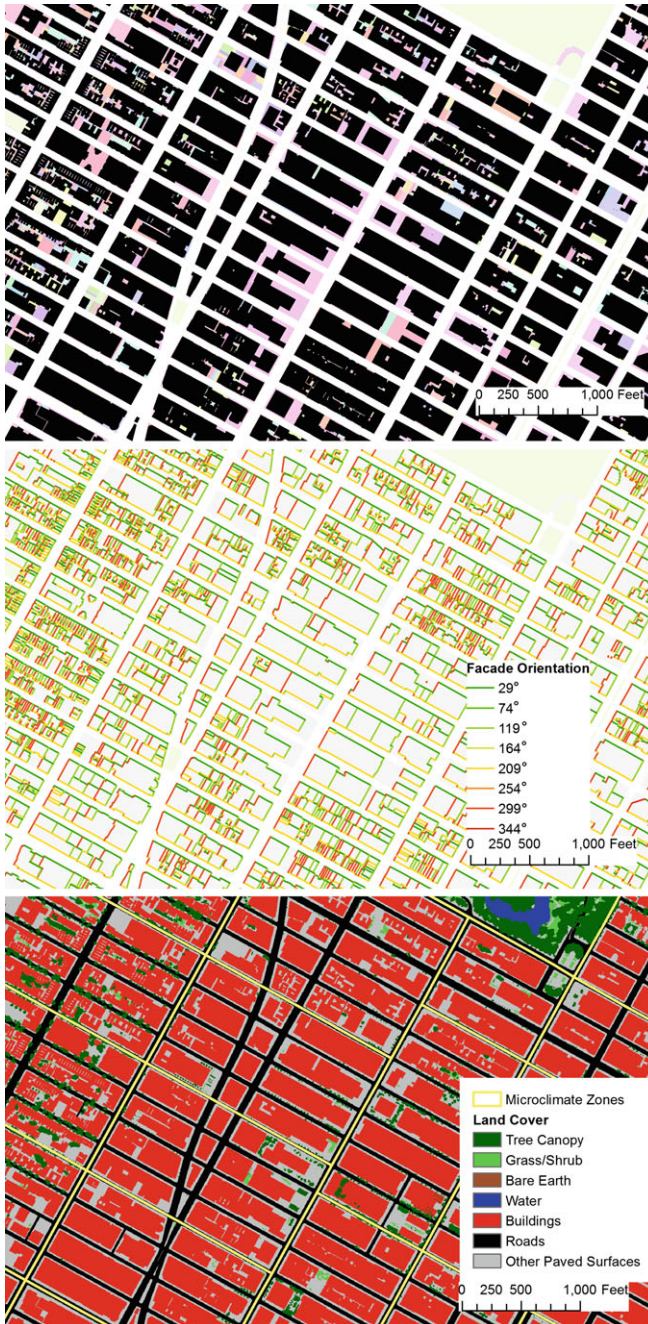 0 250 500 1,000 Feet
Facade Orientation
29°
74°
119°
164°
209°
254°
299°
344°
0 250 500 1,000 Feet
Microclimate Zones
Land Cover
Tree Canopy
Grass/Shrub
Bare Earth
Water
Buildings
Roads
Other Paved Surfaces
0 250 500 1,000 Feet